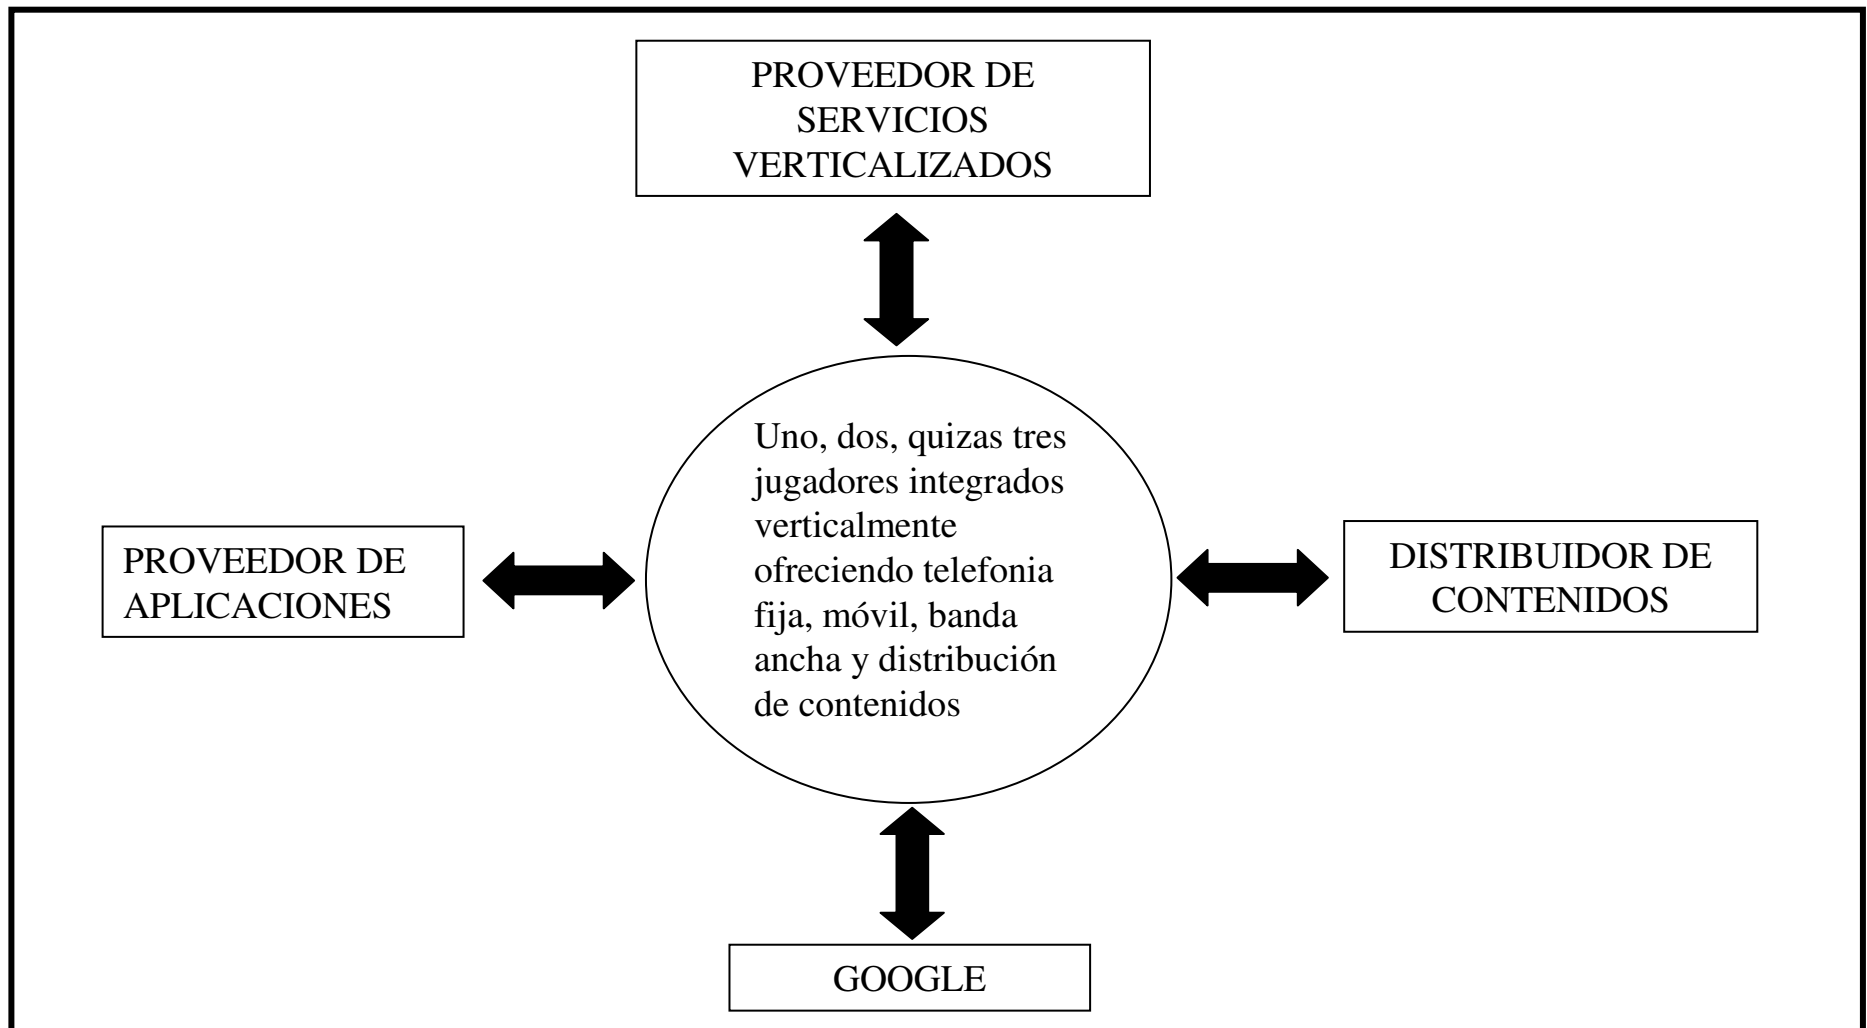 PROVEEDOR DE
SERVICIOS
VERTICALIZADOS
Uno, dos, quizas tres
jugadores integrados
verticalmente
ofreciendo telefonia
fija, móvil, banda
ancha y distribución
de contenidos
PROVEEDOR DE
APLICACIONES
DISTRIBUIDOR DE
CONTENIDOS
GOOGLE